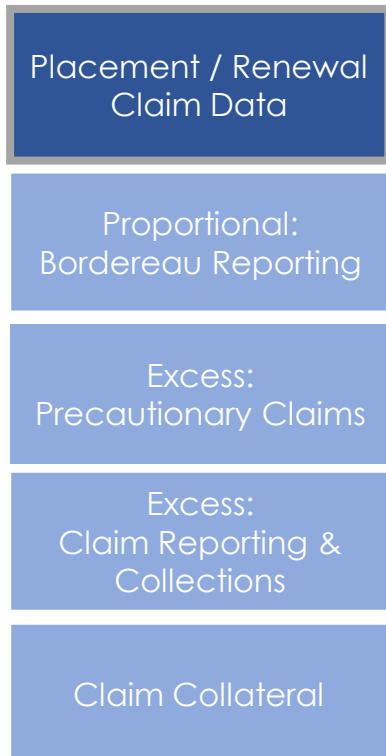 Placement / Renewal
Claim Data
Proportional:
Bordereau Reporting
Excess:
Precautionary Claims
Excess:
Claim Reporting &
Collections
Claim Collateral